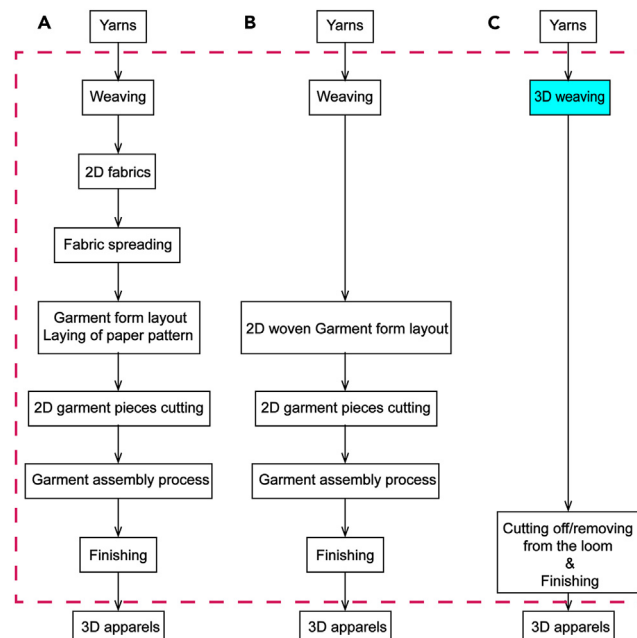 A
Yarns
Weaving
2D fabrics
Fabric spreading
Garment form layout
Laying of paper pattern
2D garment pieces cutting
Garment assembly process
Finishing
3D apparels
B
Yarns
Weaving
2D woven Garment form layout
2D garment pieces cutting
Garment assembly process
Finishing
3D apparels
C
Yarns
3D weaving
Cutting off/removing
from the loom
&
Finishing
3D apparels